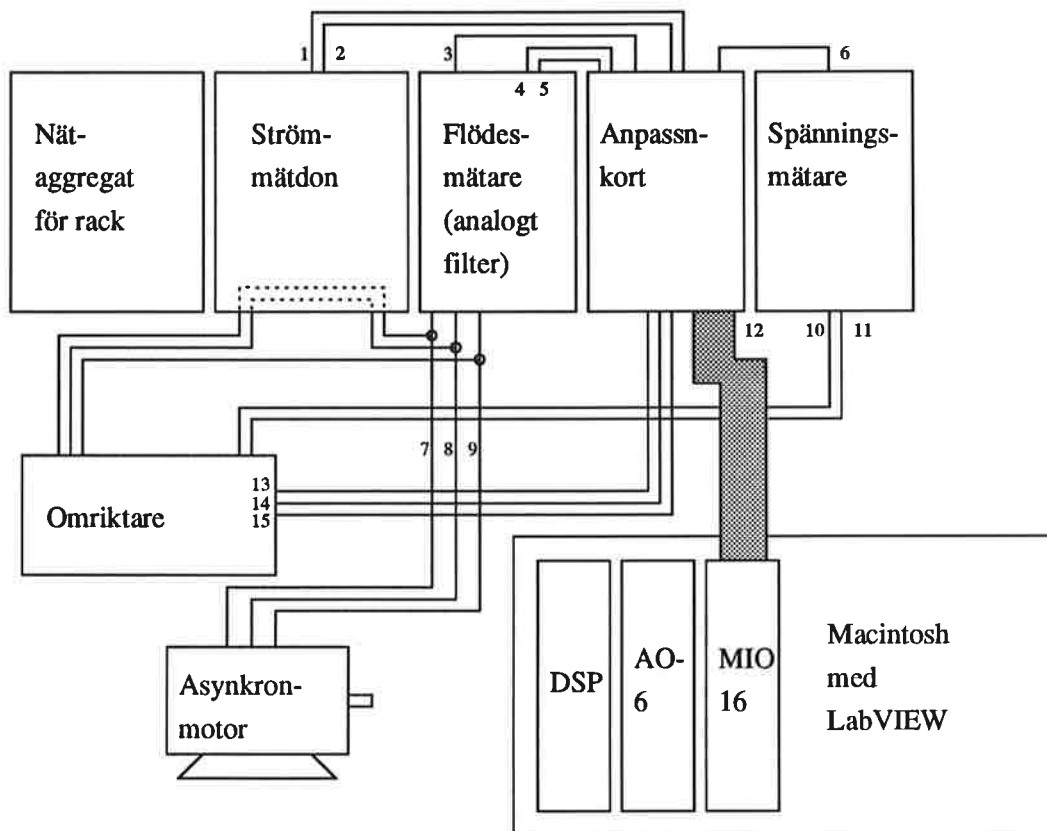 1 2 3 6
4 5
Nät-
aggregat
för rack
Ström-
mätdon
Flödes-
mätare
(analogt
filter)
Anpassn-
kort
Spännings-
mätare
12 10 11
7 8 9
Omriktare
13
14
15
Asynkron-
motor
DSP
AO-
6
MIO
16
Macintosh
med
LabVIEW